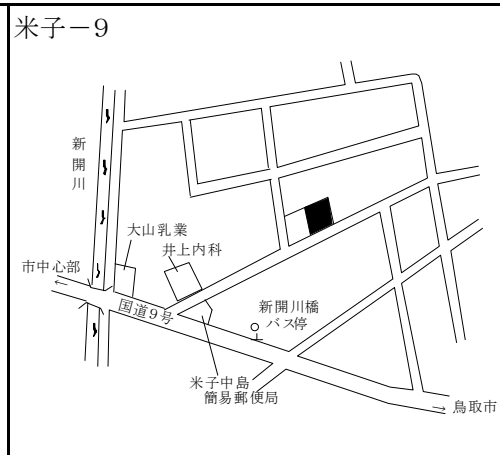 米子－9
新開川
大山乳業
井上内科
市中心部
←
国道9号
新開川橋
バス停
米子中島
簡易郵便局
→ 鳥取市